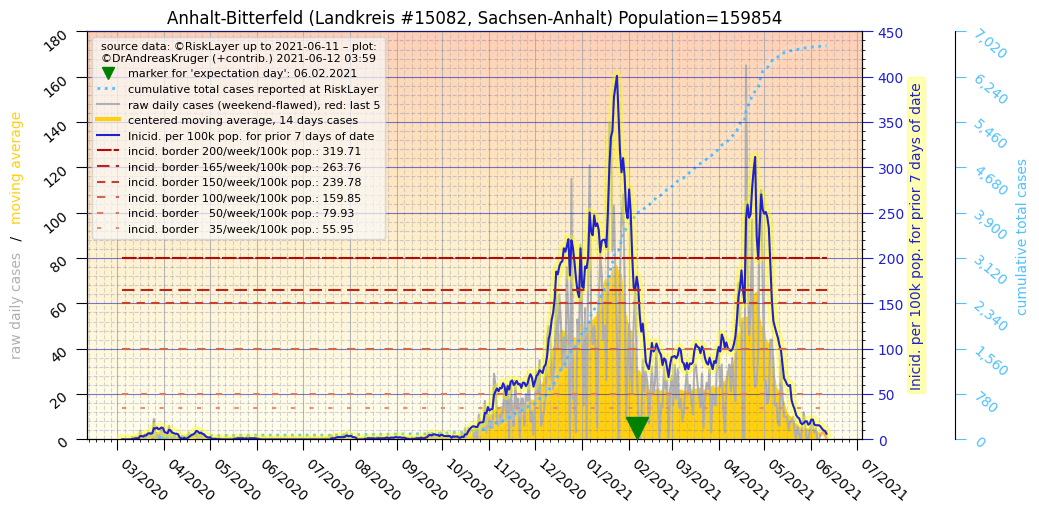 Anhalt-Bitterfeld (Landkreis #15082, Sachsen-Anhalt) Population=159854
source data: ©RiskLayer up to 2021-06-11 – plot:
©DrAndreasKruger (+contrib.) 2021-06-12 03:59
marker for 'expectation day': 06.02.2021
cumulative total cases reported at RiskLayer
raw daily cases (weekend-flawed), red: last 5
centered moving average, 14 days cases
Inicid. per 100k pop. for prior 7 days of date
incid. border 200/week/100k pop.: 319.71
incid. border 165/week/100k pop.: 263.76
incid. border 150/week/100k pop.: 239.78
incid. border 100/week/100k pop.: 159.85
incid. border 50/week/100k pop.: 79.93
incid. border 35/week/100k pop.: 55.95
raw daily cases / moving average
180
160
140
120
100
80
60
40
20
0
03/2020
04/2020
05/2020
06/2020
07/2020
08/2020
09/2020
10/2020
11/2020
12/2020
01/2021
02/2021
03/2021
04/2021
05/2021
06/2021
07/2021
450
400
350
300
250
200
150
100
50
0
Inicid. per 100k pop. for prior 7 days of date
7,020
6,240
5,460
4,680
3,900
3,120
2,340
1,560
780
0
cumulative total cases